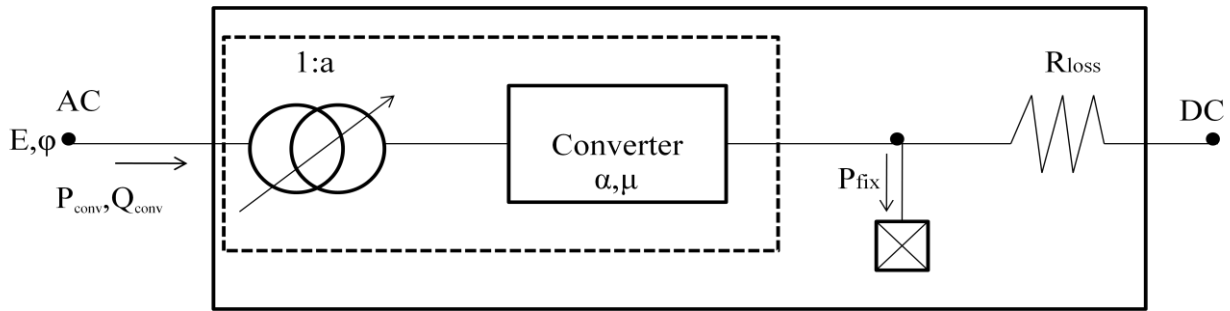 1:a
AC
E,φ
P_conv,Q_conv
Converter
α,μ
P_fix
R_loss
DC